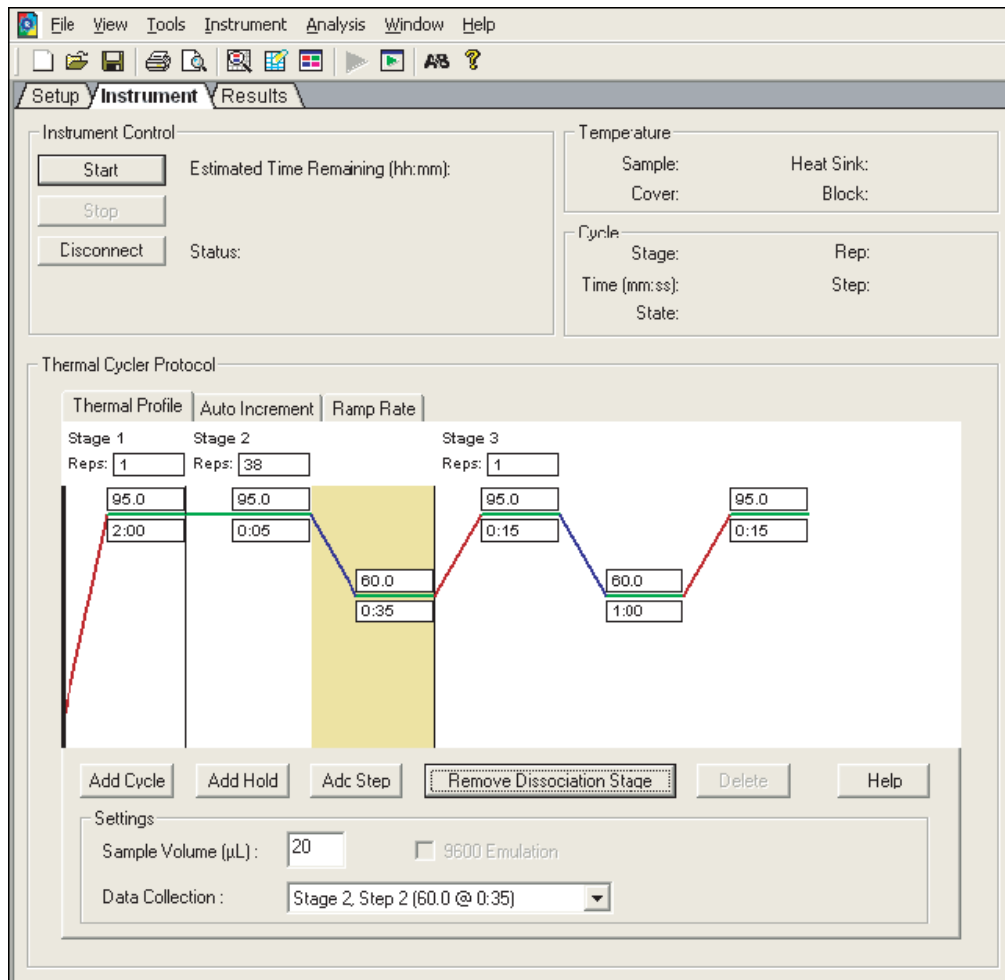 File View Tools Instrument Analysis Window Help
Setup Instrument Results
Instrument Control
Start Estimated Time Remaining (hh:mm):
Stop
Disconnect Status:
Temperature
Sample: Heat Sink:
Cover: Block:
Cycle
Stage: Rep:
Time (mm:ss): Step:
State:
Thermal Cycler Protocol
Thermal Profile Auto Increment Ramp Rate
Stage 1 Stage 2 Stage 3
Reps: 1 Reps: 38 Reps: 1
95.0 95.0 95.0 95.0
2:00 0:05 0:15 0:15
60.0 60.0
0:35 1:00
Add Cycle Add Hold Add Step Remove Dissociation Stage Delete Help
Settings
Sample Volume (µL) : 20 9600 Emulation
Data Collection : Stage 2, Step 2 (60.0 @ 0:35)